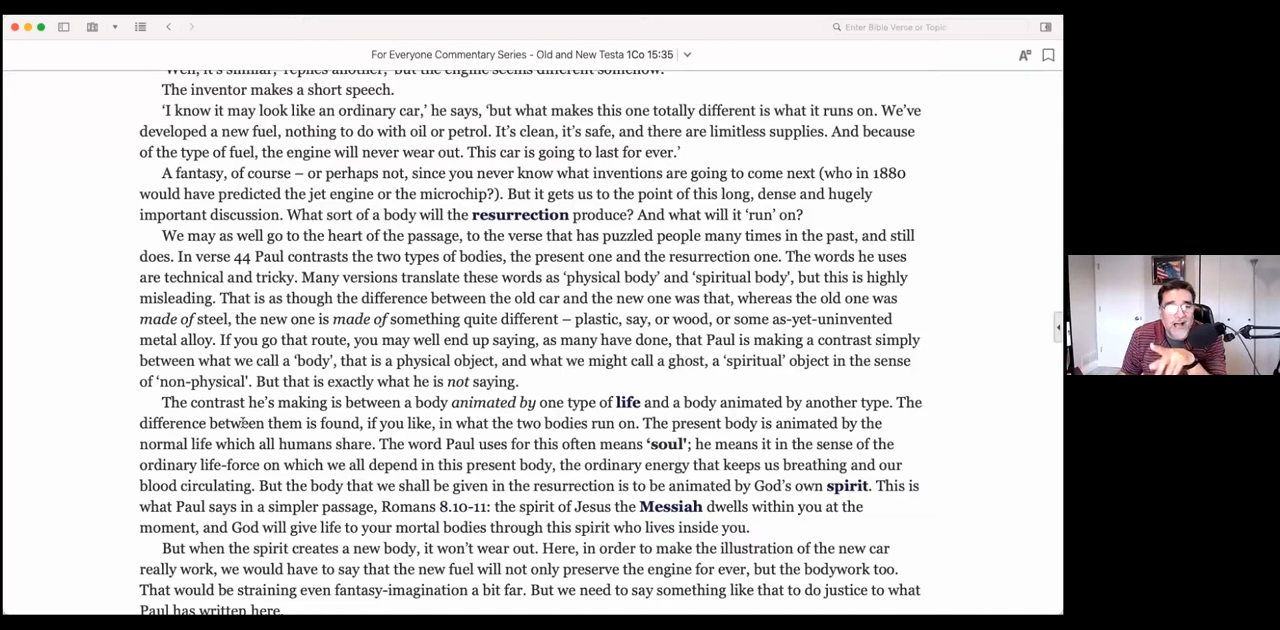 Enter Bible Verse or Topic
For Everyone Commentary Series - Old and New Testa 1Co 15:35
'Well, it's similar,' replies another, 'but the engine seems different somehow.'
The inventor makes a short speech.
'I know it may look like an ordinary car,' he says, 'but what makes this one totally different is what it runs on. We've
developed a new fuel, nothing to do with oil or petrol. It's clean, it's safe, and there are limitless supplies. And because
of the type of fuel, the engine will never wear out. This car is going to last for ever.'
A fantasy, of course – or perhaps not, since you never know what inventions are going to come next (who in 1880
would have predicted the jet engine or the microchip?). But it gets us to the point of this long, dense and hugely
important discussion. What sort of a body will the resurrection produce? And what will it 'run' on?
We may as well go to the heart of the passage, to the verse that has puzzled people many times in the past, and still
does. In verse 44 Paul contrasts the two types of bodies, the present one and the resurrection one. The words he uses
are technical and tricky. Many versions translate these words as 'physical body' and 'spiritual body', but this is highly
misleading. That is as though the difference between the old car and the new one was that, whereas the old one was
made of steel, the new one is made of something quite different – plastic, say, or wood, or some as-yet-uninvented
metal alloy. If you go that route, you may well end up saying, as many have done, that Paul is making a contrast simply
between what we call a 'body', that is a physical object, and what we might call a ghost, a 'spiritual' object in the sense
of 'non-physical'. But that is exactly what he is not saying.
The contrast he's making is between a body animated by one type of life and a body animated by another type. The
difference between them is found, if you like, in what the two bodies run on. The present body is animated by the
normal life which all humans share. The word Paul uses for this often means 'soul'; he means it in the sense of the
ordinary life-force on which we all depend in this present body, the ordinary energy that keeps us breathing and our
blood circulating. But the body that we shall be given in the resurrection is to be animated by God's own spirit. This is
what Paul says in a simpler passage, Romans 8.10-11: the spirit of Jesus the Messiah dwells within you at the
moment, and God will give life to your mortal bodies through this spirit who lives inside you.
But when the spirit creates a new body, it won't wear out. Here, in order to make the illustration of the new car
really work, we would have to say that the new fuel will not only preserve the engine for ever, but the bodywork too.
That would be straining even fantasy-imagination a bit far. But we need to say something like that to do justice to what
Paul has written here.